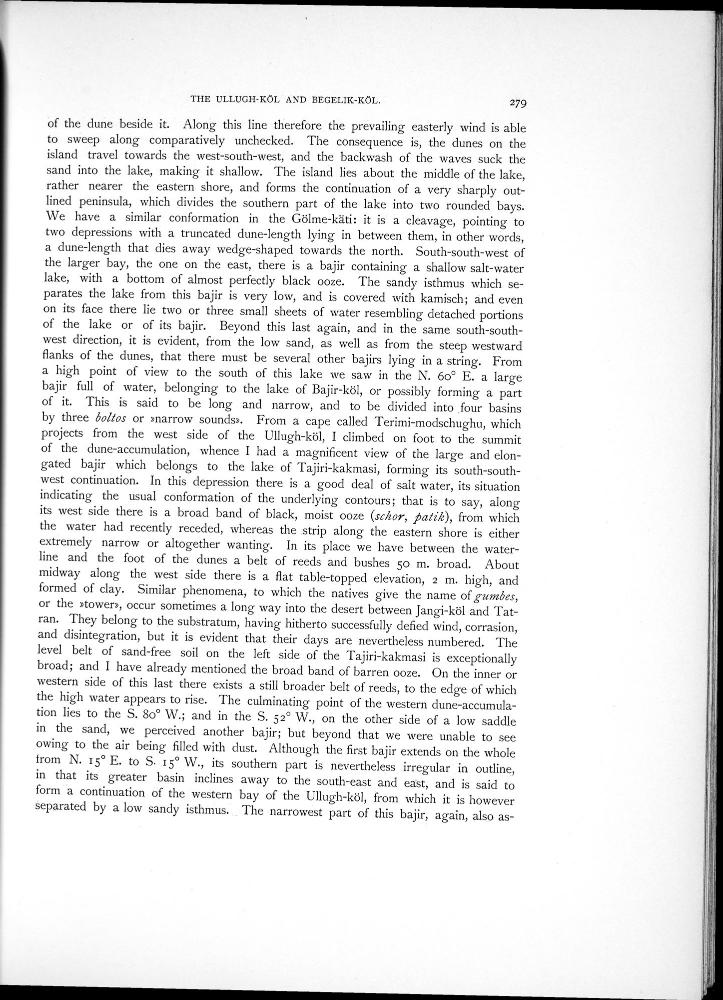 THE ULLUGH-KÖL AND BEGELIK-KÖL. 279
of the dune beside it. Along this line therefore the prevailing easterly wind is able
to sweep along comparatively unchecked. The consequence is, the dunes on the
island travel towards the west-south-west, and the backwash of the waves suck the
sand into the lake, making it shallow. The island lies about the middle of the lake,
rather nearer the eastern shore, and forms the continuation of a very sharply out-
lined peninsula, which divides the southern part of the lake into two rounded bays.
We have a similar conformation in the Gölme-käti: it is a cleavage, pointing to
two depressions with a truncated dune-length lying in between them, in other words,
a dune-length that dies away wedge-shaped towards the north. South-south-west of
the larger bay, the one on the east, there is a bajir containing a shallow salt-water
lake, with a bottom of almost perfectly black ooze. The sandy isthmus which se-
parates the lake from this bajir is very low, and is covered with kamisch; and even
on its face there lie two or three small sheets of water resembling detached portions
of the lake or of its bajir. Beyond this last again, and in the same south-south-
west direction, it is evident, from the low sand, as well as from the steep westward
flanks of the dunes, that there must be several other bajirs lying in a string. From
a high point of view to the south of this lake we saw in the N. 60° E. a large
bajir full of water, belonging to the lake of Bajir-köl, or possibly forming a part
of it. This is said to be long and narrow, and to be divided into four basins
by three boltos or »narrow sounds». From a cape called Terimi-modschughu, which
projects from the west side of the Ullugh-köl, I climbed on foot to the summit
of the dune-accumulation, whence I had a magnificent view of the large and elon-
gated bajir which belongs to the lake of Tajiri-kakmasi, forming its south-south-
west continuation. In this depression there is a good deal of salt water, its situation
indicating the usual conformation of the underlying contours; that is to say, along
its west side there is a broad band of black, moist ooze (schor, patik), from which
the water had recently receded, whereas the strip along the eastern shore is either
extremely narrow or altogether wanting. In its place we have between the water-
line and the foot of the dunes a belt of reeds and bushes 50 m. broad. About
midway along the west side there is a flat table-topped elevation, 2 m. high, and
formed of clay. Similar phenomena, to which the natives give the name of gumbes,
or the »tower», occur sometimes a long way into the desert between Jangi-köl and Tat-
ran. They belong to the substratum, having hitherto successfully defied wind, corrasion,
and disintegration, but it is evident that their days are nevertheless numbered. The
level belt of sand-free soil on the left side of the Tajiri-kakmasi is exceptionally
broad; and I have already mentioned the broad band of barren ooze. On the inner or
western side of this last there exists a still broader belt of reeds, to the edge of which
the high water appears to rise. The culminating point of the western dune-accumula-
tion lies to the S. 80° W.; and in the S. 52° W., on the other side of a low saddle
in the sand, we perceived another bajir; but beyond that we were unable to see
owing to the air being filled with dust. Although the first bajir extends on the whole
from N. 15° E. to S. 15° W., its southern part is nevertheless irregular in outline,
in that its greater basin inclines away to the south-east and east, and is said to
form a continuation of the western bay of the Ullugh-köl, from which it is however
separated by a low sandy isthmus. The narrowest part of this bajir, again, also as-